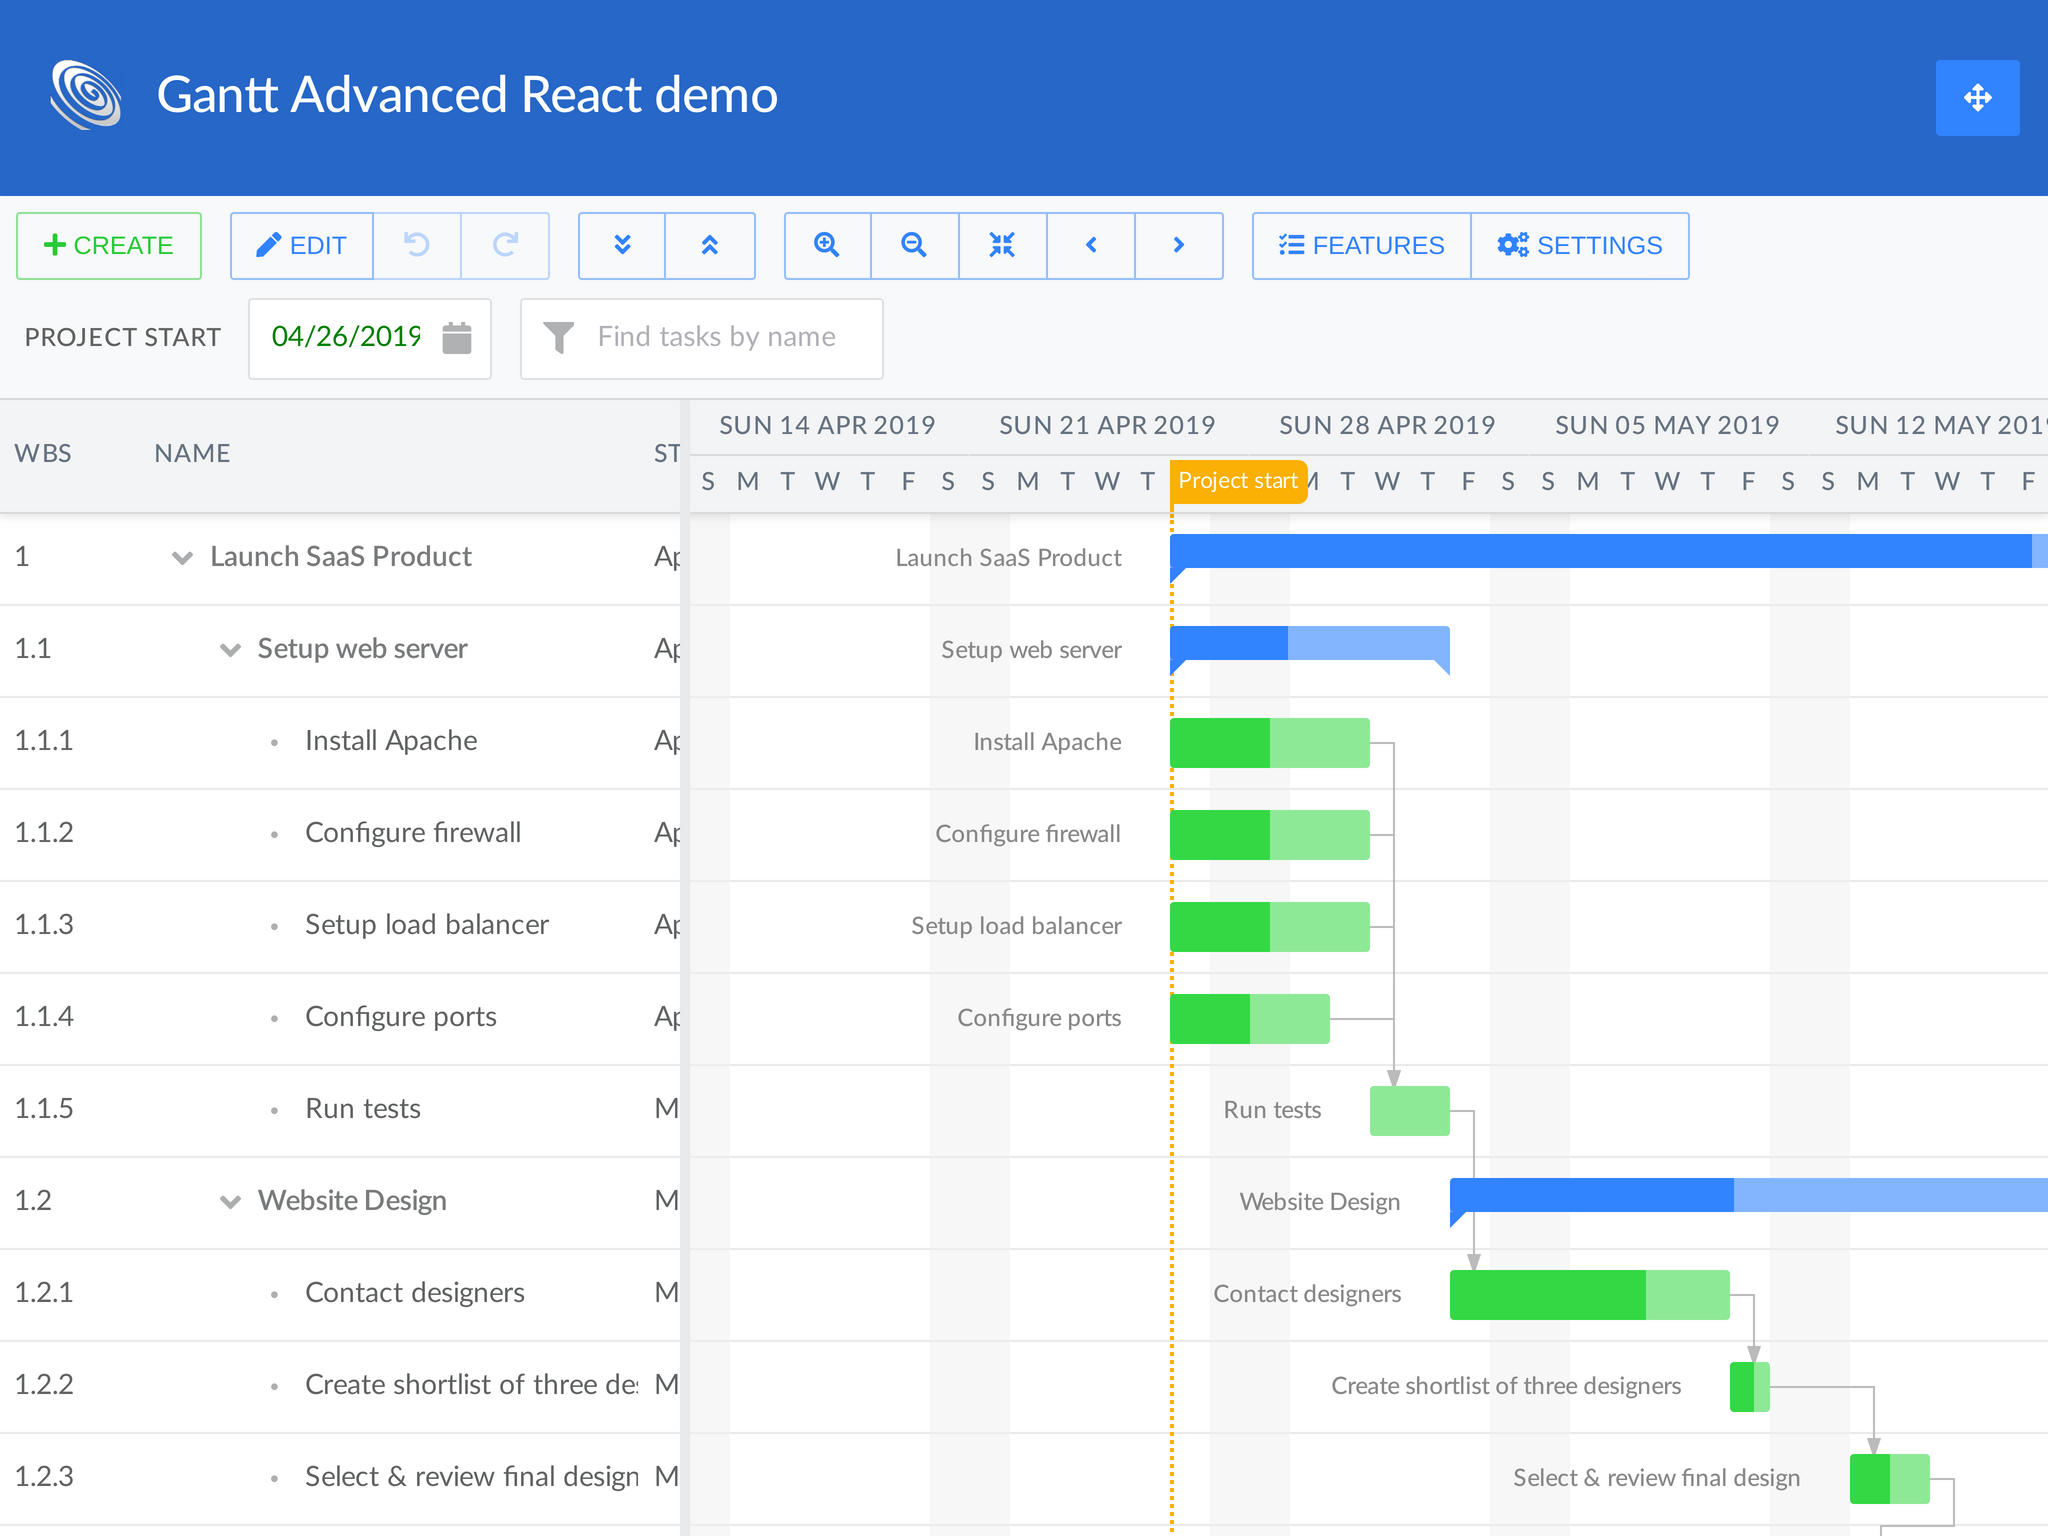 Gantt Advanced React demo
CREATE EDIT FEATURES SETTINGS
PROJECT START 04/26/2019 Find tasks by name
SUN 14 APR 2019 SUN 21 APR 2019 SUN 28 APR 2019 SUN 05 MAY 2019 SUN 12 MAY 201
WBS NAME ST
S M T W T F S S M T W T Project start M T W T F S S M T W T F S S M T W T F
1 Launch SaaS Product Ap Launch SaaS Product
1.1 Setup web server Ap Setup web server
1.1.1 Install Apache Ap Install Apache
1.1.2 Configure firewall Ap Configure firewall
1.1.3 Setup load balancer Ap Setup load balancer
1.1.4 Configure ports Ap Configure ports
1.1.5 Run tests M Run tests
1.2 Website Design M Website Design
1.2.1 Contact designers M Contact designers
1.2.2 Create shortlist of three des M Create shortlist of three designers
1.2.3 Select & review final design M Select & review final design